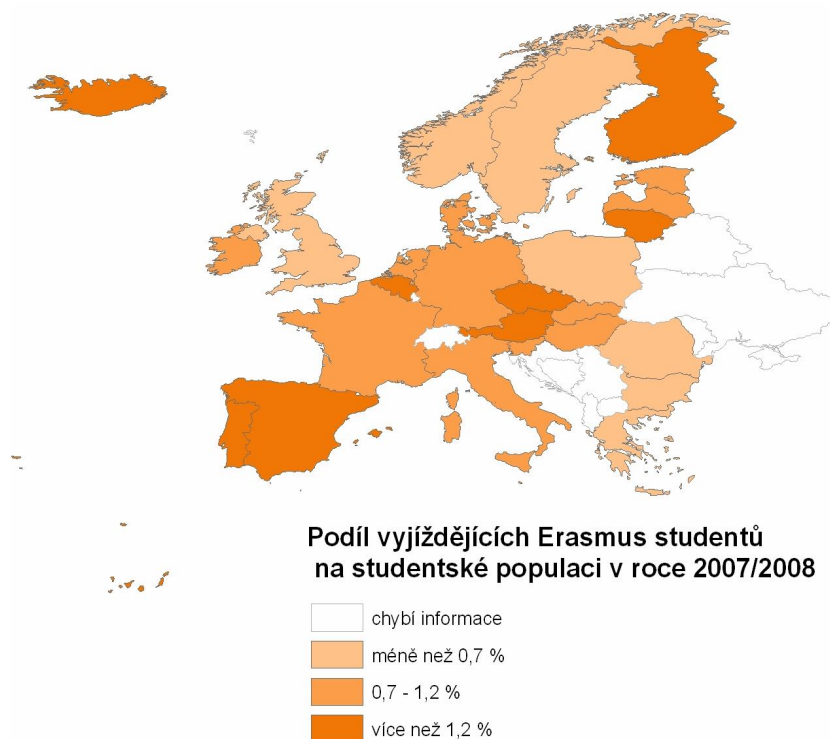 Podíl vyjíždějících Erasmus studentů
na studentské populaci v roce 2007/2008
chybí informace
méně než 0,7 %
0,7 - 1,2 %
více než 1,2 %